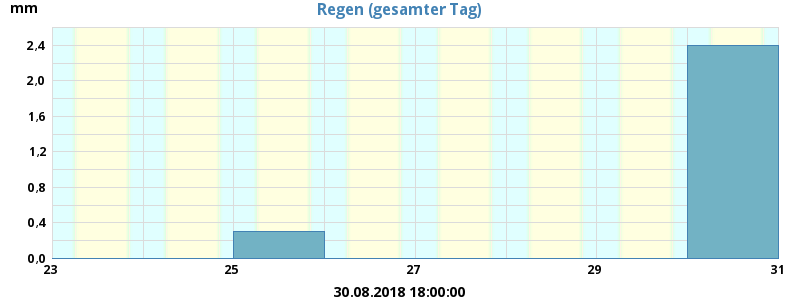 Regen (gesamter Tag)
mm
2,4
2,0
1,6
1,2
0,8
0,4
0,0
23 25 27 29 31
30.08.2018 18:00:00